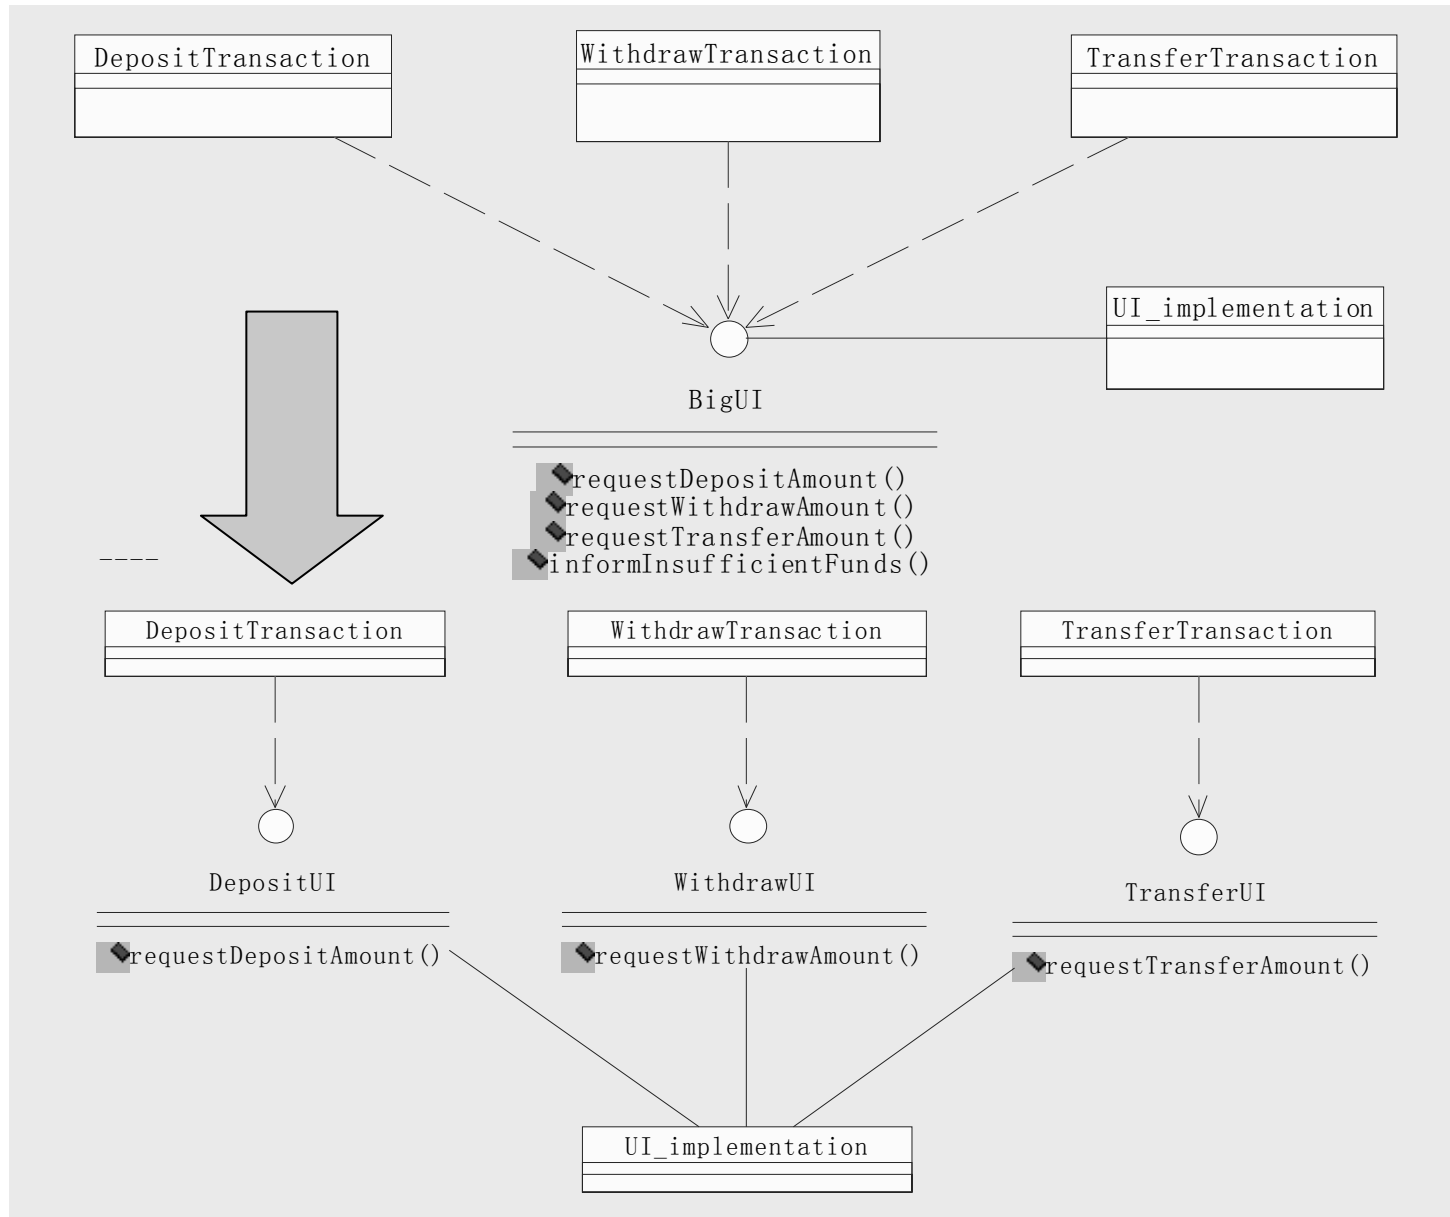 DepositTransaction
WithdrawTransaction
TransferTransaction
UI_implementation
BigUI
requestDepositAmount()
requestWithdrawAmount()
requestTransferAmount()
informInsufficientFunds()
----
DepositTransaction
WithdrawTransaction
TransferTransaction
DepositUI
WithdrawUI
TransferUI
requestDepositAmount()
requestWithdrawAmount()
requestTransferAmount()
UI_implementation